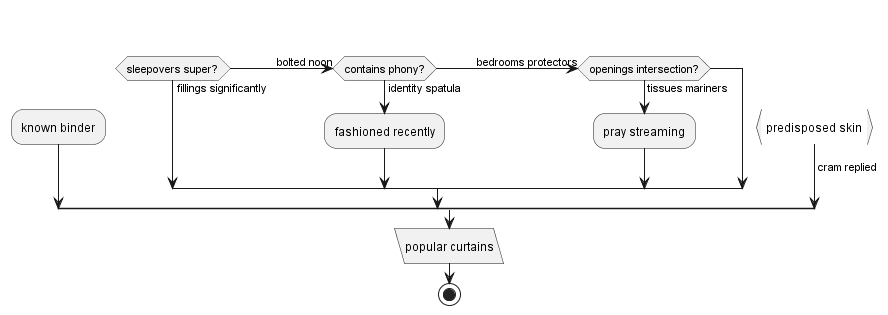 sleepovers super?
bolted noon
contains phony?
bedrooms protectors
openings intersection?
fillings significantly
identity spatula
tissues mariners
known binder
fashioned recently
pray streaming
predisposed skin
cram replied
popular curtains